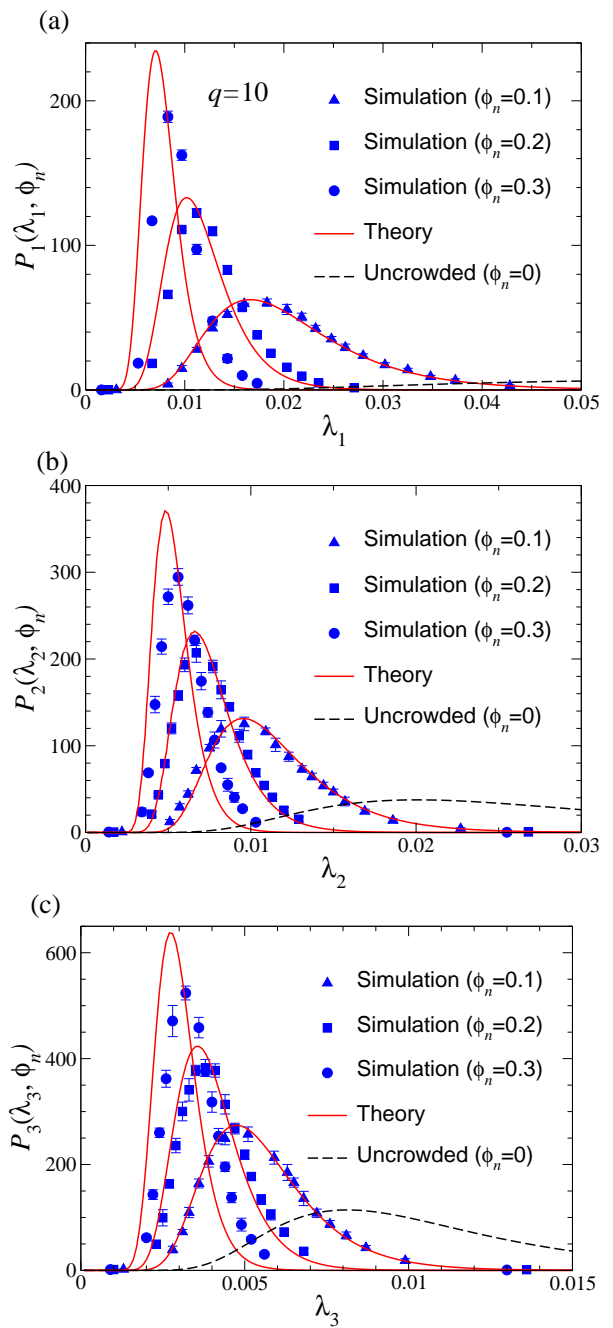 (a)
P₁(λ₁, ϕₙ)
200
100
0
q=10
Simulation (ϕₙ=0.1)
Simulation (ϕₙ=0.2)
Simulation (ϕₙ=0.3)
Theory
Uncrowded (ϕₙ=0)
0 0.01 0.02 0.03 0.04 0.05
λ₁
(b)
P₂(λ₂, ϕₙ)
400
300
200
100
0
Simulation (ϕₙ=0.1)
Simulation (ϕₙ=0.2)
Simulation (ϕₙ=0.3)
Theory
Uncrowded (ϕₙ=0)
0 0.01 0.02 0.03
λ₂
(c)
P₃(λ₃, ϕₙ)
600
400
200
0
Simulation (ϕₙ=0.1)
Simulation (ϕₙ=0.2)
Simulation (ϕₙ=0.3)
Theory
Uncrowded (ϕₙ=0)
0 0.005 0.01 0.015
λ₃